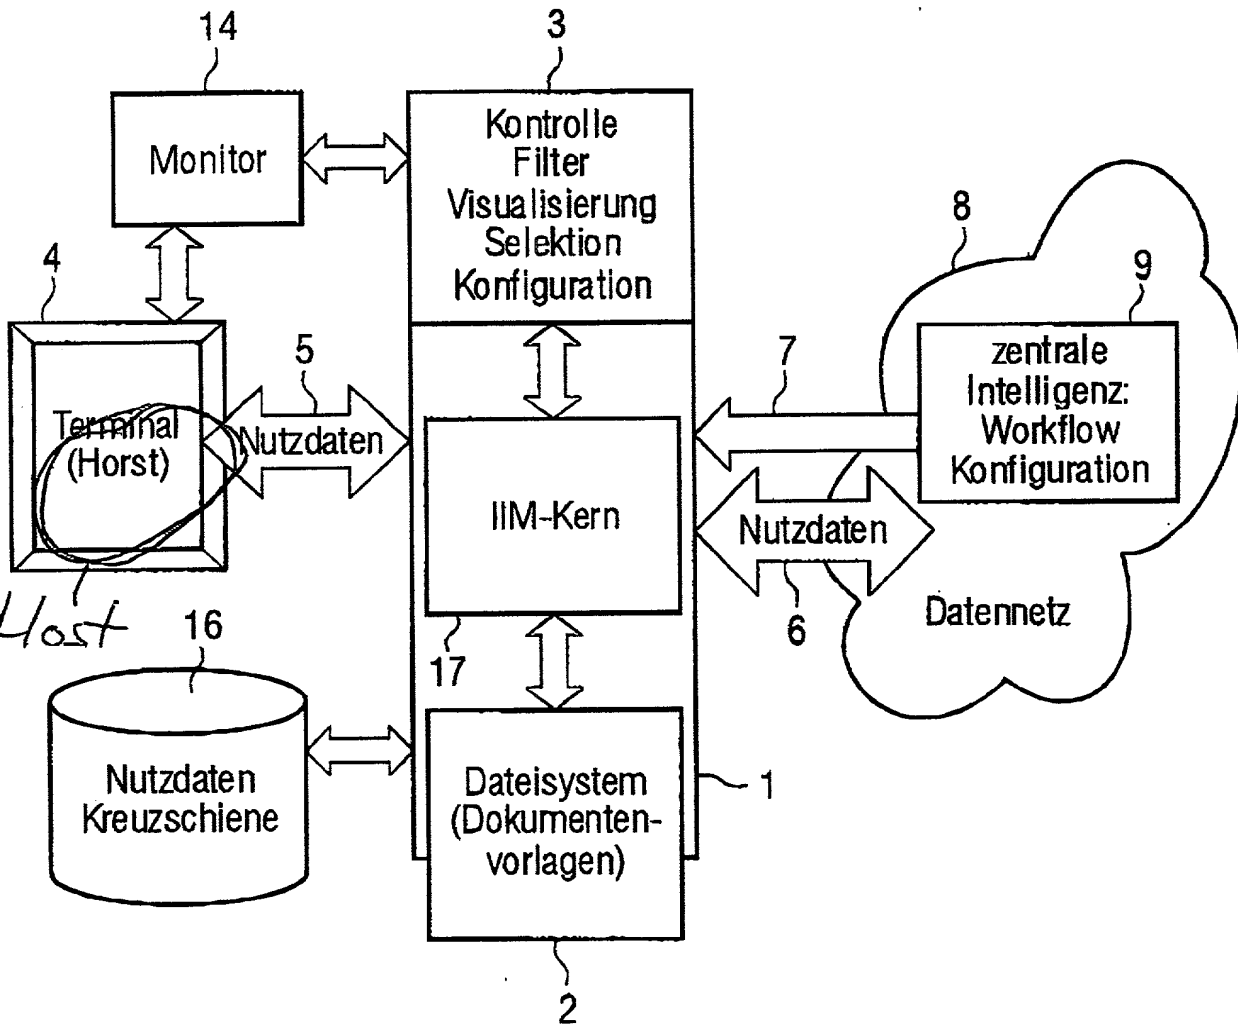 14
3
Monitor
Kontrolle
Filter
Visualisierung
Selektion
Konfiguration
8
9
4
5
7
zentrale
Intelligenz:
Workflow
Konfiguration
Terminal
(Horst)
Nutzdaten
IIM-Kern
Nutzdaten
6
Datennetz
Host
16
17
Nutzdaten
Kreuzschiene
Dateisystem
(Dokumenten-
vorlagen)
1
2